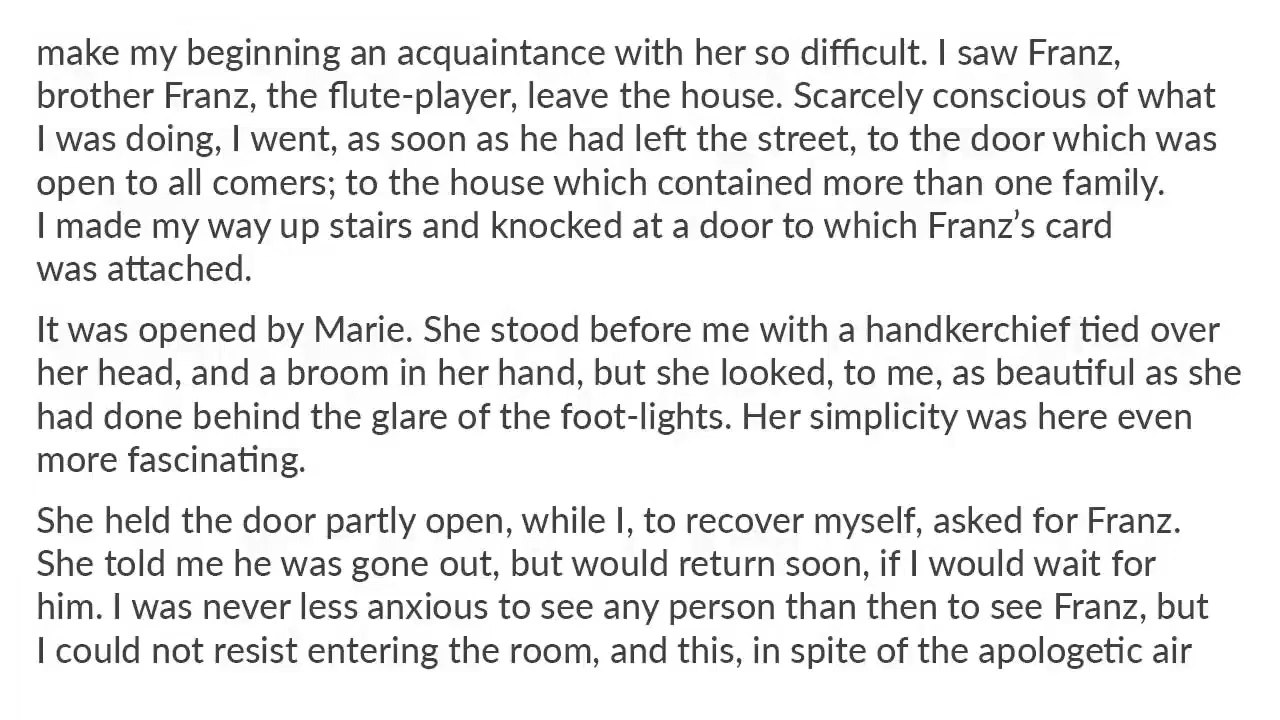 make my beginning an acquaintance with her so difficult. I saw Franz,
brother Franz, the flute-player, leave the house. Scarcely conscious of what
I was doing, I went, as soon as he had left the street, to the door which was
open to all comers; to the house which contained more than one family.
I made my way up stairs and knocked at a door to which Franz’s card
was attached.
It was opened by Marie. She stood before me with a handkerchief tied over
her head, and a broom in her hand, but she looked, to me, as beautiful as she
had done behind the glare of the foot-lights. Her simplicity was here even
more fascinating.
She held the door partly open, while I, to recover myself, asked for Franz.
She told me he was gone out, but would return soon, if I would wait for
him. I was never less anxious to see any person than then to see Franz, but
I could not resist entering the room, and this, in spite of the apologetic air